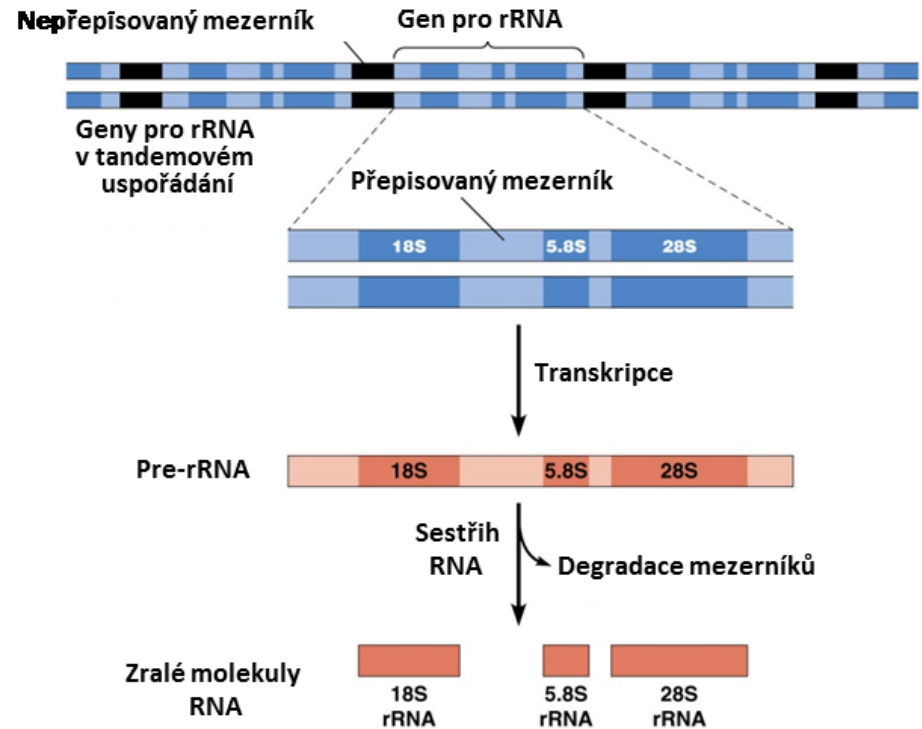 Nepřepisovaný mezerník
Gen pro rRNA
Geny pro rRNA
v tandemovém
uspořádání
Přepisovaný mezerník
18S
5.8S
28S
Transkripce
Pre-rRNA
18S
5.8S
28S
Sestřih
RNA
Degradace mezerníků
Zralé molekuly
RNA
18S
rRNA
5.8S
rRNA
28S
rRNA